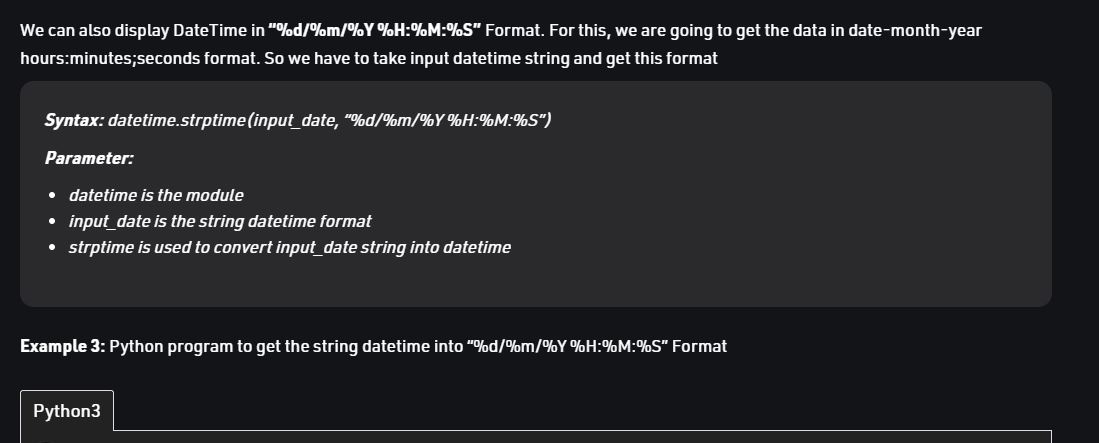 We can also display DateTime in “%d/%m/%Y %H:%M:%S” Format. For this, we are going to get the data in date-month-year
hours:minutes;seconds format. So we have to take input datetime string and get this format
Syntax: datetime.strptime(input_date, “%d/%m/%Y %H:%M:%S”)
Parameter:
• datetime is the module
• input_date is the string datetime format
• strptime is used to convert input_date string into datetime
Example 3: Python program to get the string datetime into “%d/%m/%Y %H:%M:%S” Format
Python3